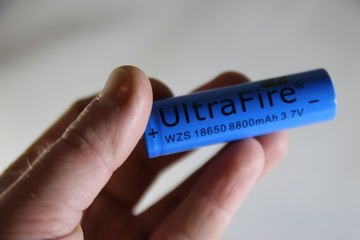 UltraFire®
+ WZS 18650 8800mAh 3.7V −